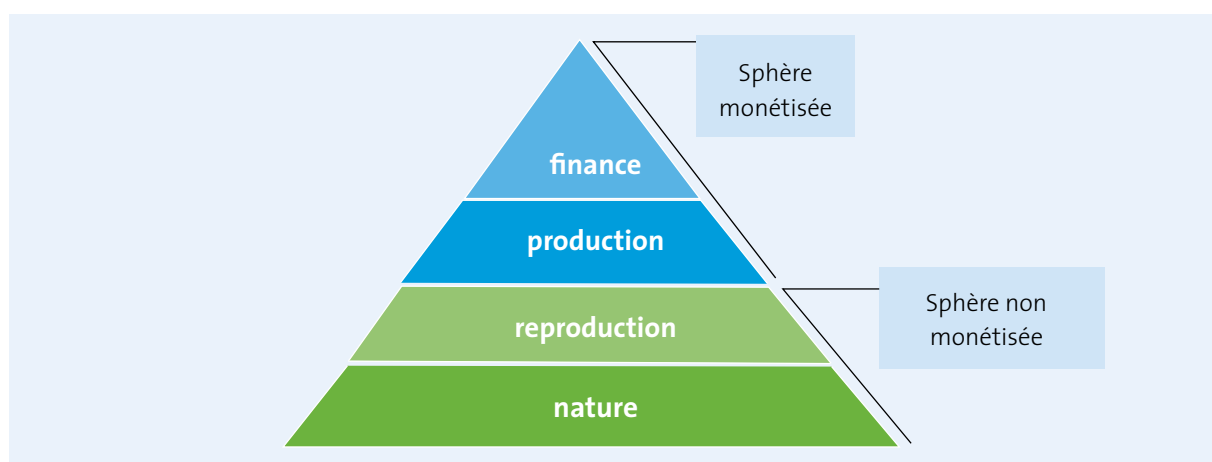 Sphère
monétisée
finance
production
Sphère non
monétisée
reproduction
nature